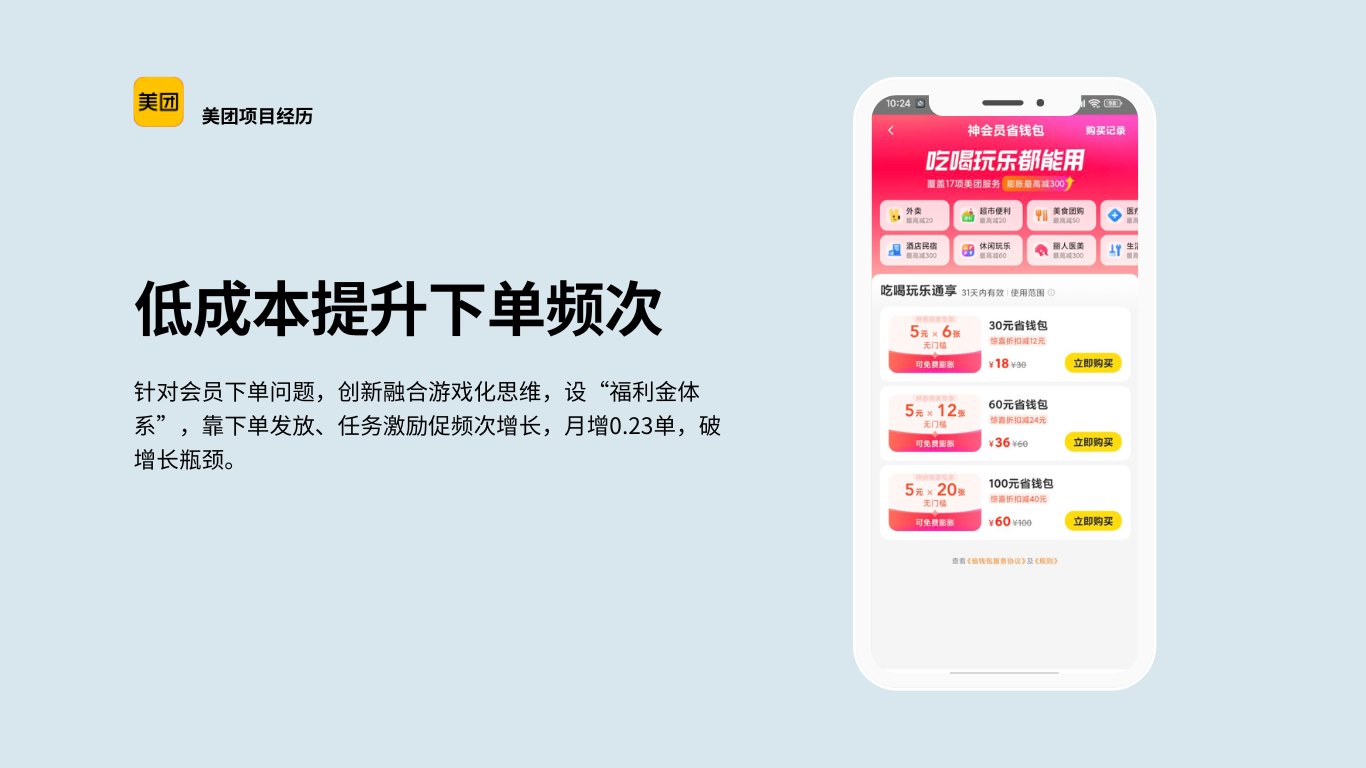 美团
美团项目经历
低成本提升下单频次
针对会员下单问题，创新融合游戏化思维，设“福利金体
系”，靠下单发放、任务激励促频次增长，月增0.23单，破
增长瓶颈。
10:24
98
神会员省钱包
购买记录
吃喝玩乐都能用
覆盖17项美团服务 膨胀最高减300
外卖
最高减20
超市便利
最高减20
美食团购
最高减50
医疗
最高
酒店民宿
最高减300
休闲玩乐
最高减60
丽人医美
最高减300
生活
最高
吃喝玩乐通享 31天内有效 | 使用范围
5元 × 6张
无门槛
可免费膨胀
30元省钱包
惊喜折扣减12元
¥18 ¥30
立即购买
5元 × 12张
无门槛
可免费膨胀
60元省钱包
惊喜折扣减24元
¥36 ¥60
立即购买
5元 × 20张
无门槛
可免费膨胀
100元省钱包
惊喜折扣减40元
¥60 ¥100
立即购买
查看《省钱包服务协议》及《规则》